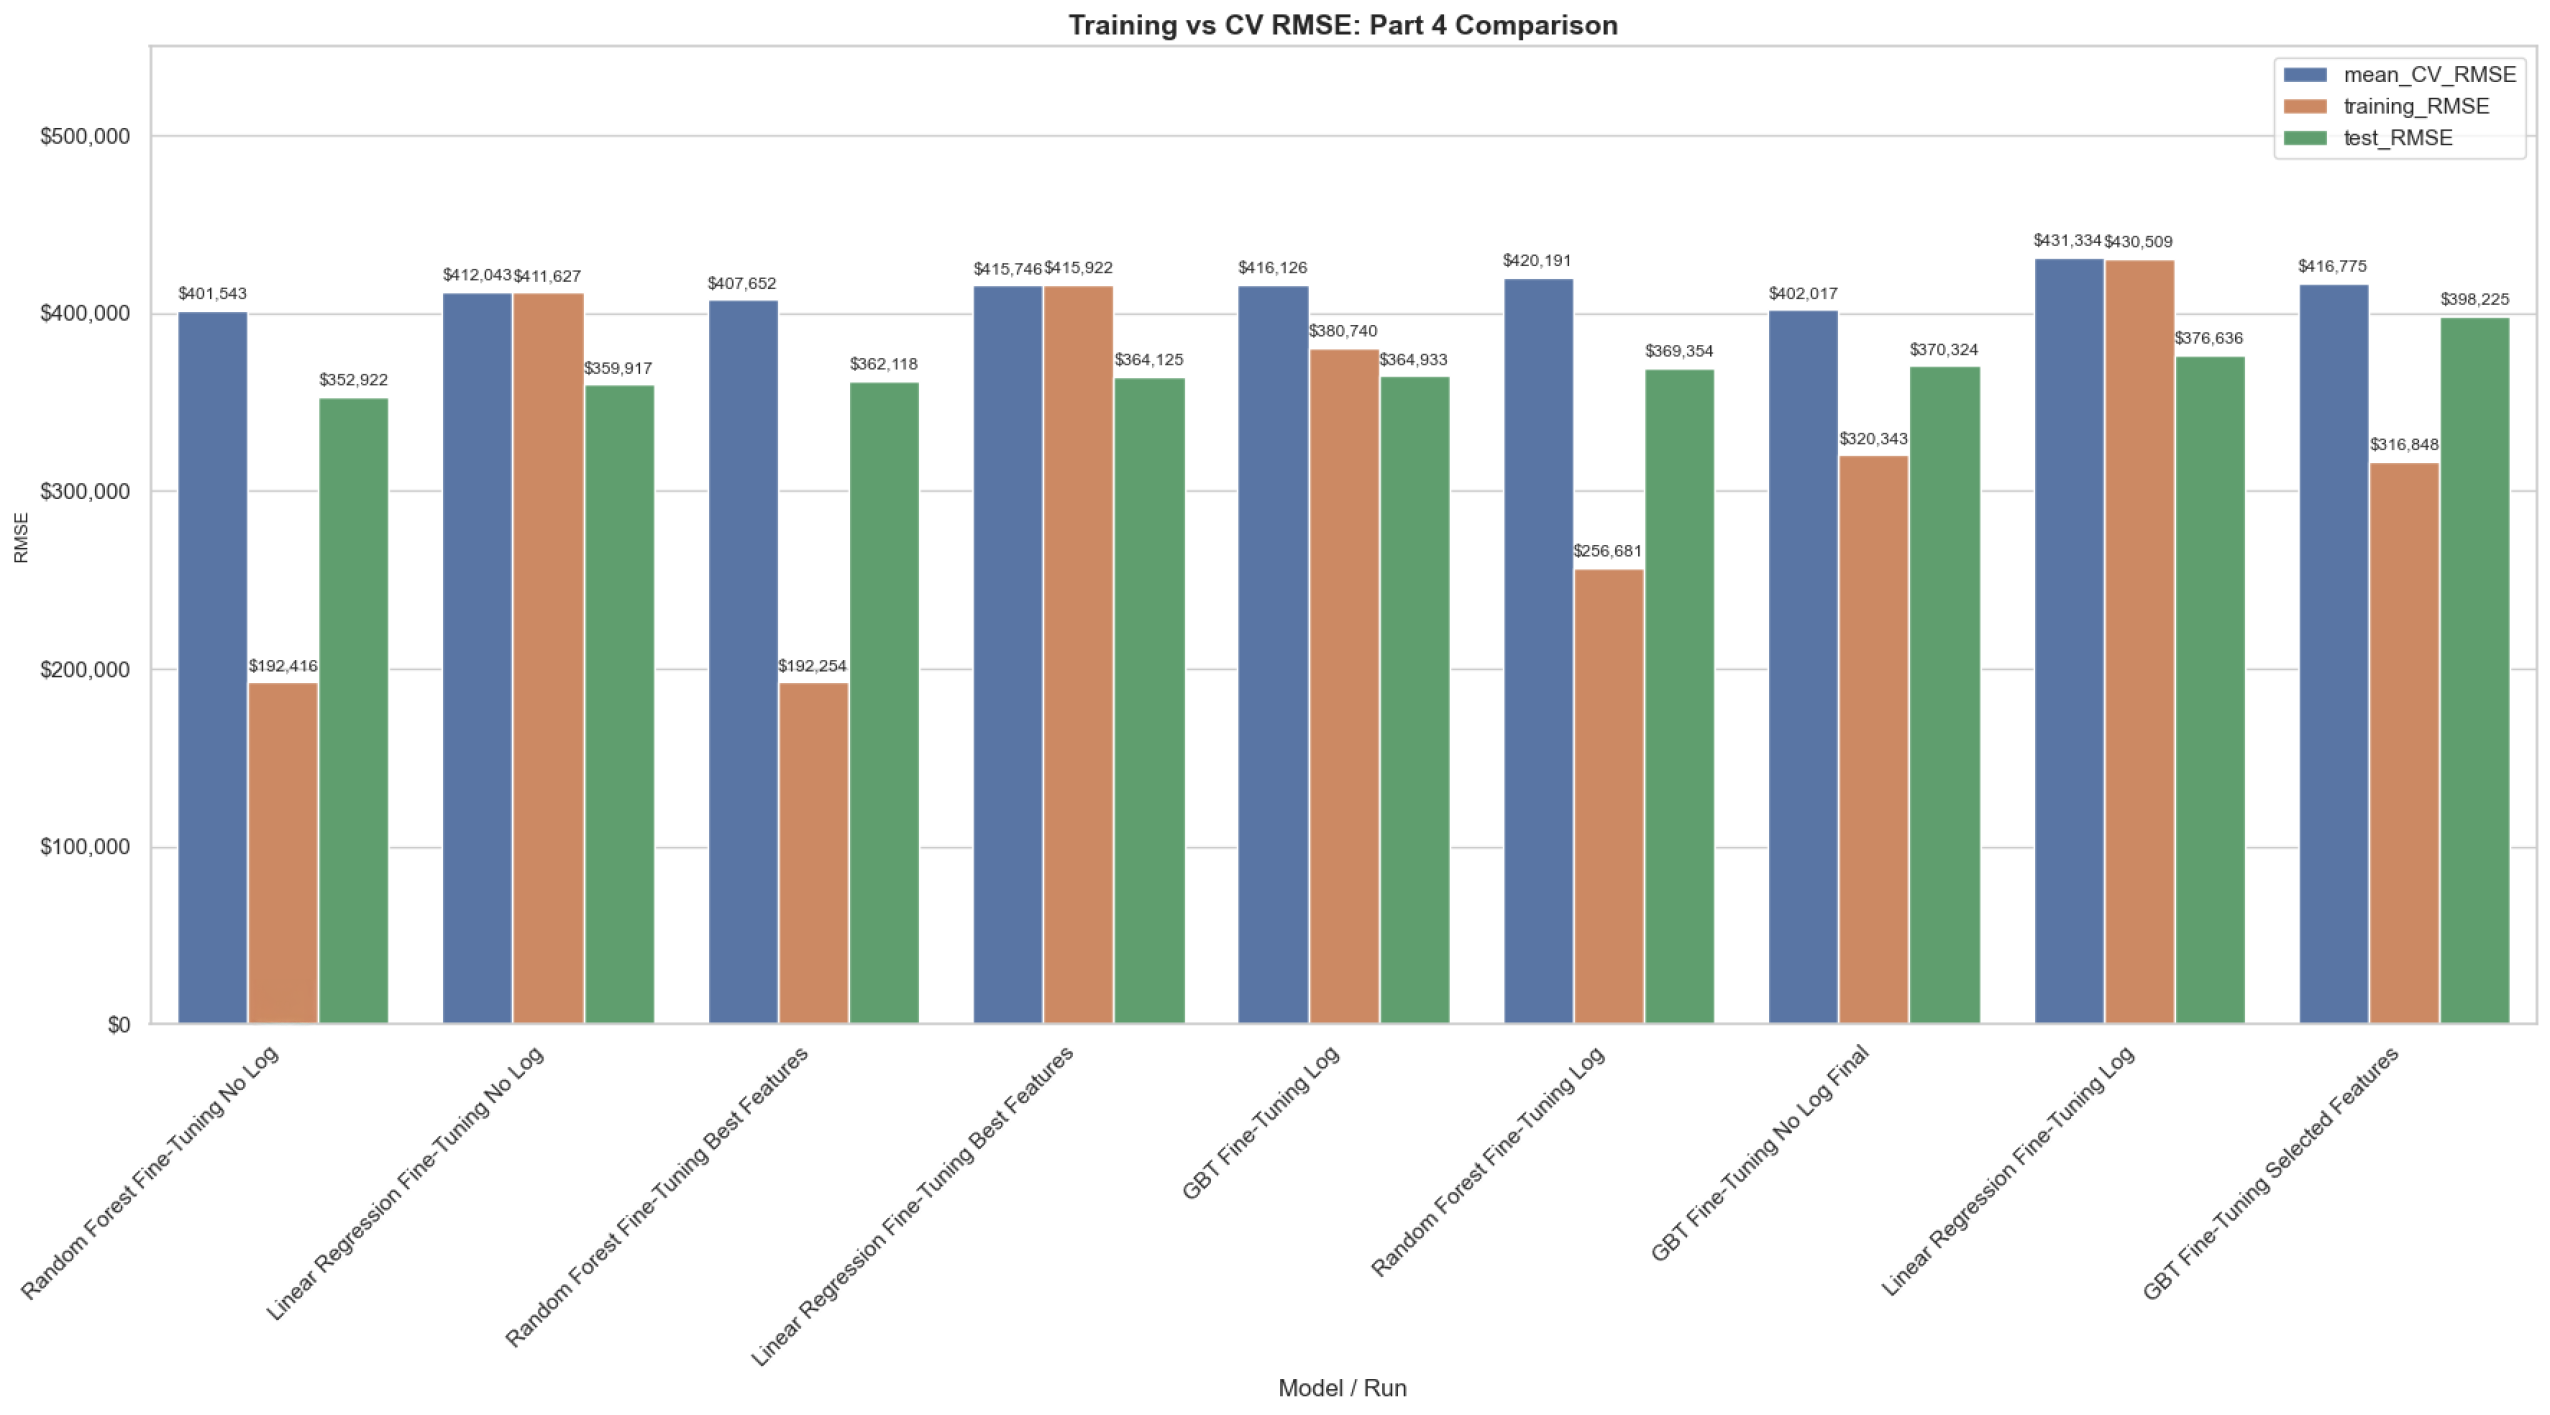 Training vs CV RMSE: Part 4 Comparison
mean_CV_RMSE
training_RMSE
test_RMSE
RMSE
$500,000
$400,000
$300,000
$200,000
$100,000
$0
$401,543
$192,416
$352,922
$412,043
$411,627
$359,917
$407,652
$192,254
$362,118
$415,746
$415,922
$364,125
$416,126
$380,740
$364,933
$420,191
$256,681
$369,354
$402,017
$320,343
$370,324
$431,334
$430,509
$376,636
$416,775
$316,848
$398,225
Random Forest Fine-Tuning No Log
Linear Regression Fine-Tuning No Log
Random Forest Fine-Tuning Best Features
Linear Regression Fine-Tuning Best Features
GBT Fine-Tuning Log
Random Forest Fine-Tuning Log
GBT Fine-Tuning No Log Final
Linear Regression Fine-Tuning Log
GBT Fine-Tuning Selected Features
Model / Run